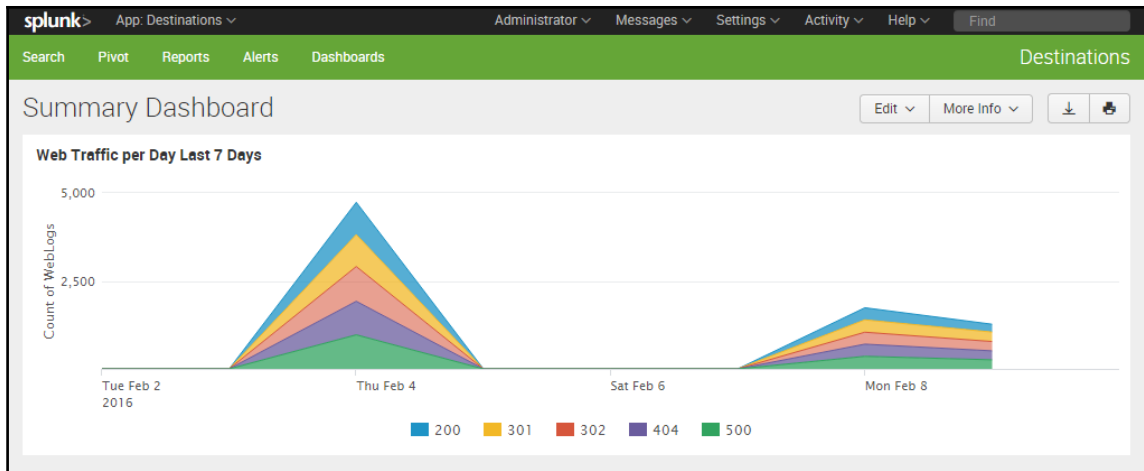 splunk> App: Destinations Administrator Messages Settings Activity Help Find
Search Pivot Reports Alerts Dashboards Destinations
Summary Dashboard Edit More Info
Web Traffic per Day Last 7 Days
Count of WebLogs
5,000
2,500
Tue Feb 2 Thu Feb 4 Sat Feb 6 Mon Feb 8
2016
200 301 302 404 500